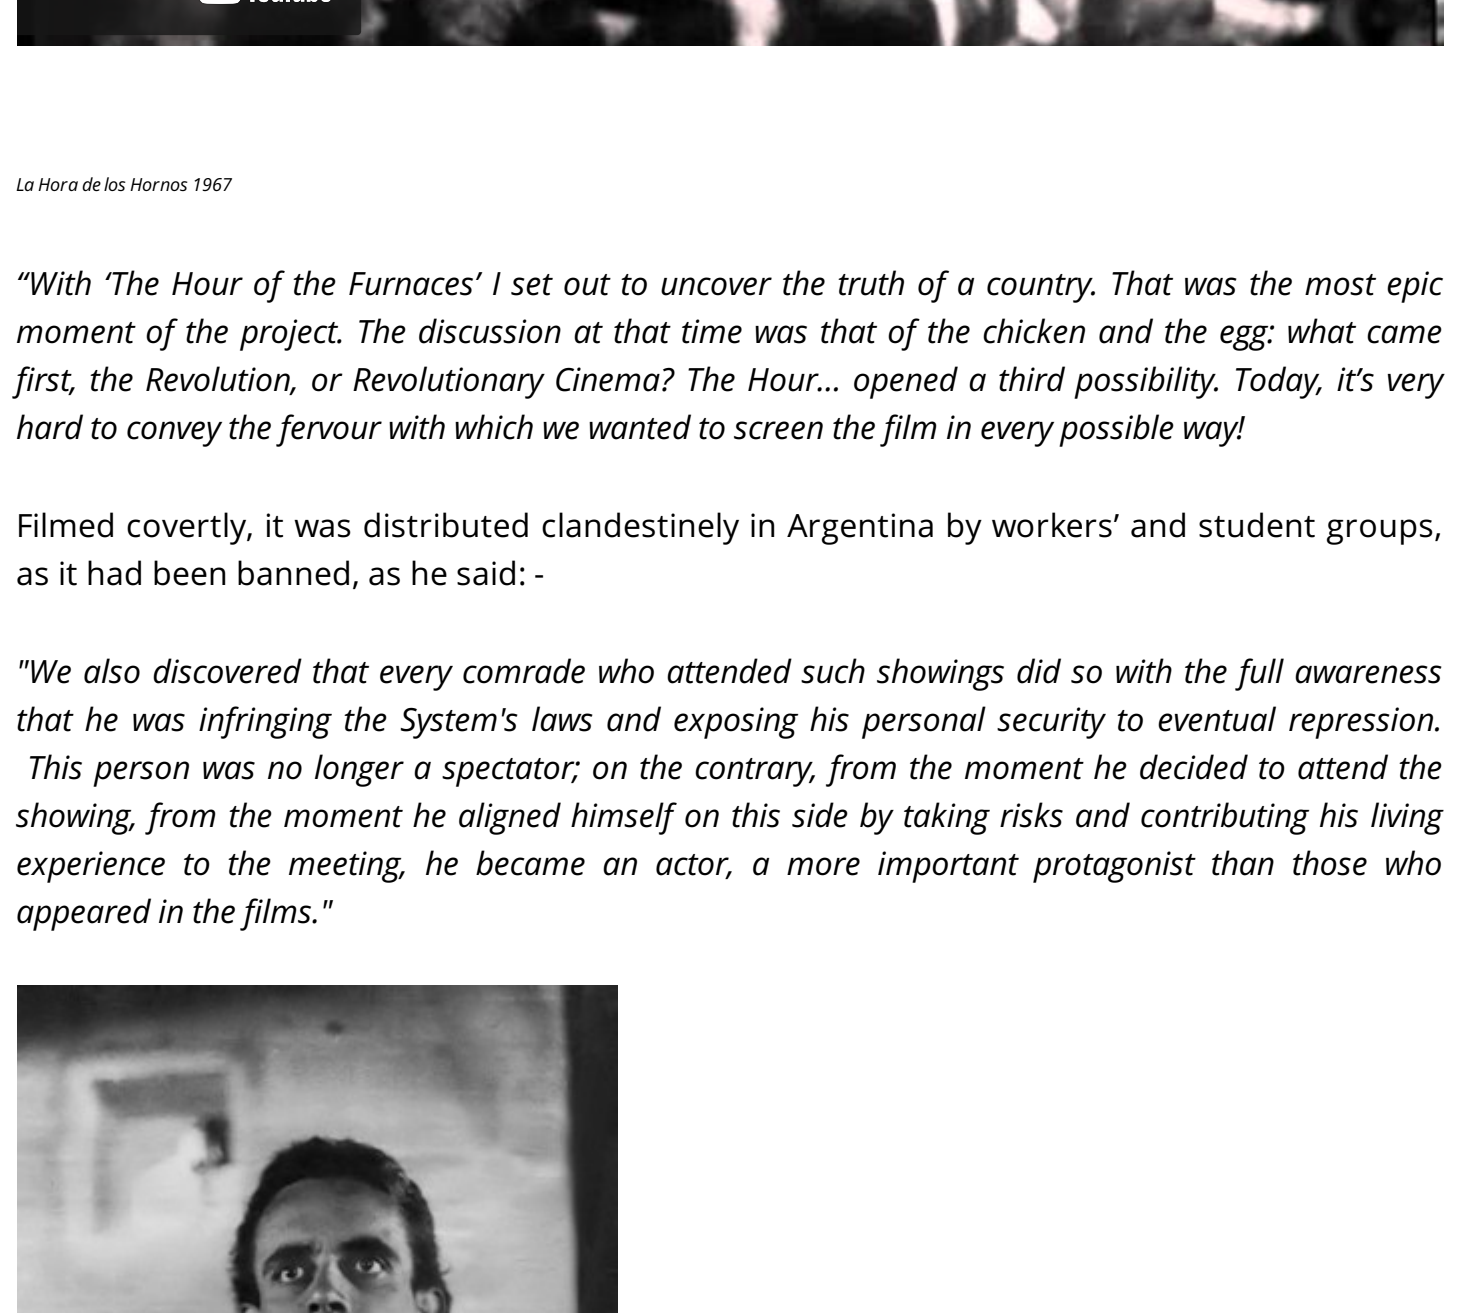 YouTube
La Hora de los Hornos 1967
“With ‘The Hour of the Furnaces’ I set out to uncover the truth of a country. That was the most epic
moment of the project. The discussion at that time was that of the chicken and the egg: what came
first, the Revolution, or Revolutionary Cinema? The Hour... opened a third possibility. Today, it’s very
hard to convey the fervour with which we wanted to screen the film in every possible way!
Filmed covertly, it was distributed clandestinely in Argentina by workers’ and student groups,
as it had been banned, as he said: -
"We also discovered that every comrade who attended such showings did so with the full awareness
that he was infringing the System's laws and exposing his personal security to eventual repression.
This person was no longer a spectator; on the contrary, from the moment he decided to attend the
showing, from the moment he aligned himself on this side by taking risks and contributing his living
experience to the meeting, he became an actor, a more important protagonist than those who
appeared in the films."